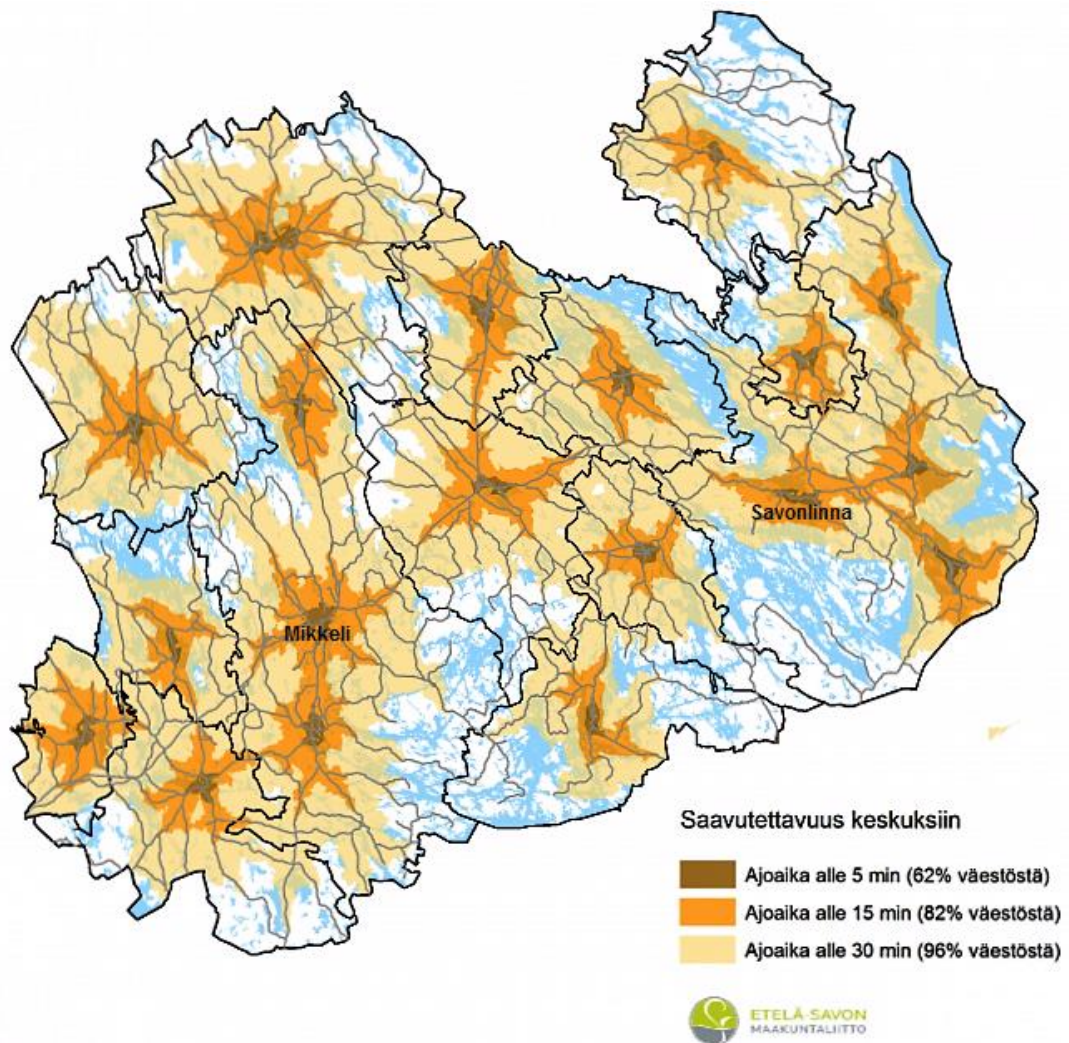 Savonlinna
Mikkeli
Saavutettavuus keskuksiin
Ajoaika alle 5 min (62% väestöstä)
Ajoaika alle 15 min (82% väestöstä)
Ajoaika alle 30 min (96% väestöstä)
ETELÄ-SAVON
MAAKUNTALIITTO